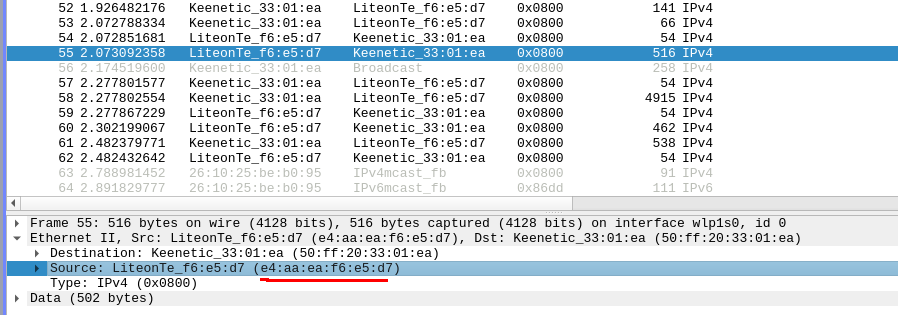 52 1.926482176 Keenetic_33:01:ea LiteonTe_f6:e5:d7 0x0800 141 IPv4
53 2.072788334 Keenetic_33:01:ea LiteonTe_f6:e5:d7 0x0800 66 IPv4
54 2.072851681 LiteonTe_f6:e5:d7 Keenetic_33:01:ea 0x0800 54 IPv4
55 2.073092358 LiteonTe_f6:e5:d7 Keenetic_33:01:ea 0x0800 516 IPv4
56 2.174519600 Keenetic_33:01:ea Broadcast 0x0800 258 IPv4
57 2.277801577 Keenetic_33:01:ea LiteonTe_f6:e5:d7 0x0800 54 IPv4
58 2.277802554 Keenetic_33:01:ea LiteonTe_f6:e5:d7 0x0800 4915 IPv4
59 2.277867229 LiteonTe_f6:e5:d7 Keenetic_33:01:ea 0x0800 54 IPv4
60 2.302199067 LiteonTe_f6:e5:d7 Keenetic_33:01:ea 0x0800 462 IPv4
61 2.482379771 Keenetic_33:01:ea LiteonTe_f6:e5:d7 0x0800 538 IPv4
62 2.482432642 LiteonTe_f6:e5:d7 Keenetic_33:01:ea 0x0800 54 IPv4
63 2.788981452 26:10:25:be:b0:95 IPv4mcast_fb 0x0800 91 IPv4
64 2.891829777 26:10:25:be:b0:95 IPv6mcast_fb 0x86dd 111 IPv6
Frame 55: 516 bytes on wire (4128 bits), 516 bytes captured (4128 bits) on interface wlp1s0, id 0
Ethernet II, Src: LiteonTe_f6:e5:d7 (e4:aa:ea:f6:e5:d7), Dst: Keenetic_33:01:ea (50:ff:20:33:01:ea)
Destination: Keenetic_33:01:ea (50:ff:20:33:01:ea)
Source: LiteonTe_f6:e5:d7 (e4:aa:ea:f6:e5:d7)
Type: IPv4 (0x0800)
Data (502 bytes)